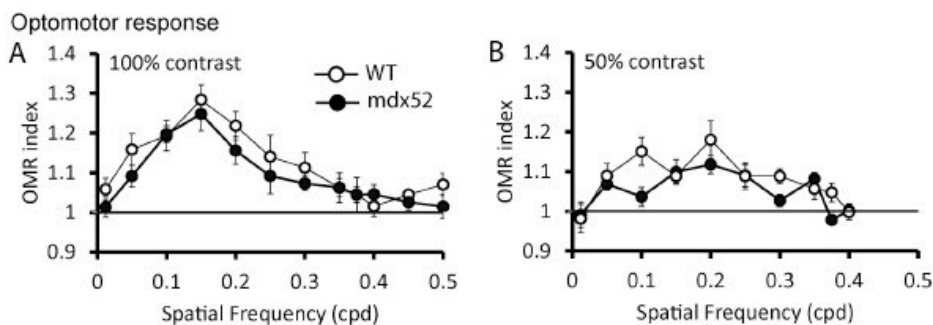 Optomotor response
A
100% contrast
WT
mdx52
OMR index
1.4
1.3
1.2
1.1
1
0.9
0 0.1 0.2 0.3 0.4 0.5
Spatial Frequency (cpd)
B
50% contrast
OMR index
1.4
1.3
1.2
1.1
1
0.9
0 0.1 0.2 0.3 0.4 0.5
Spatial Frequency (cpd)